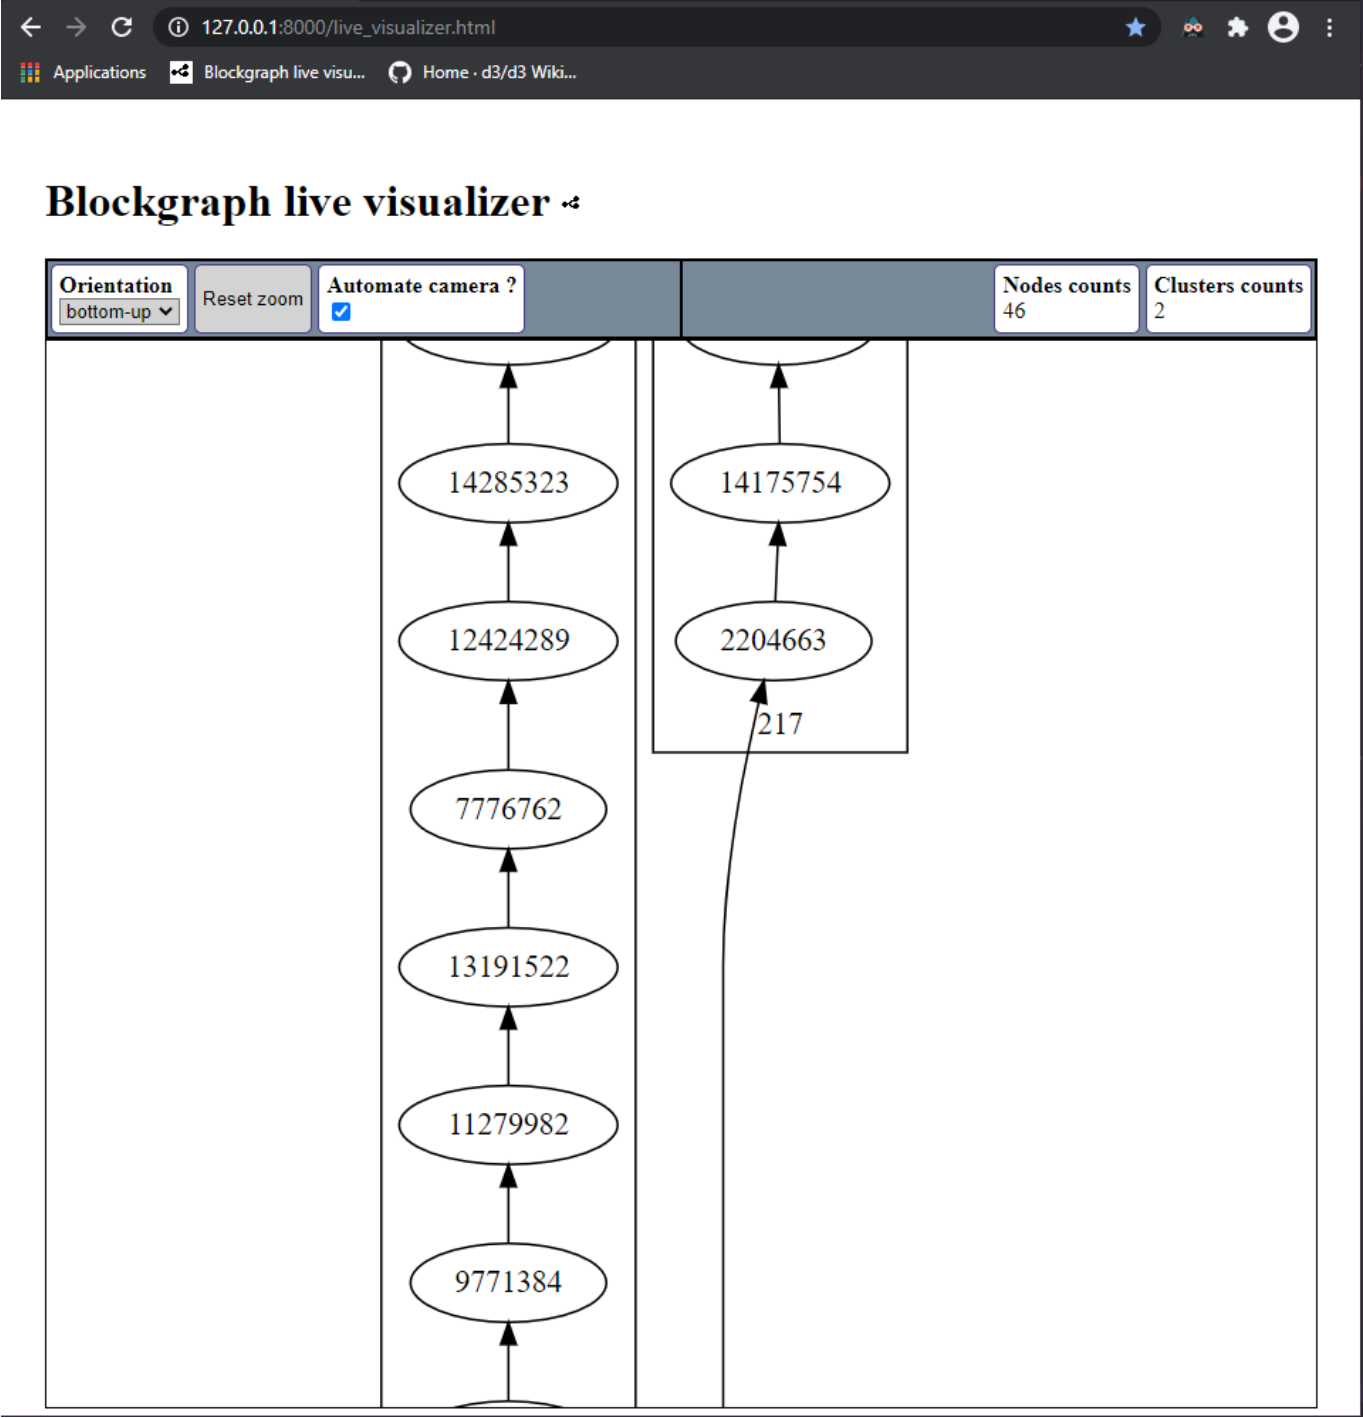 127.0.0.1:8000/live_visualizer.html
Applications Blockgraph live visu... Home · d3/d3 Wiki...
Blockgraph live visualizer
Orientation
bottom-up
Reset zoom
Automate camera ?
Nodes counts
46
Clusters counts
2
14285323 14175754
12424289 2204663
217
7776762
13191522
11279982
9771384